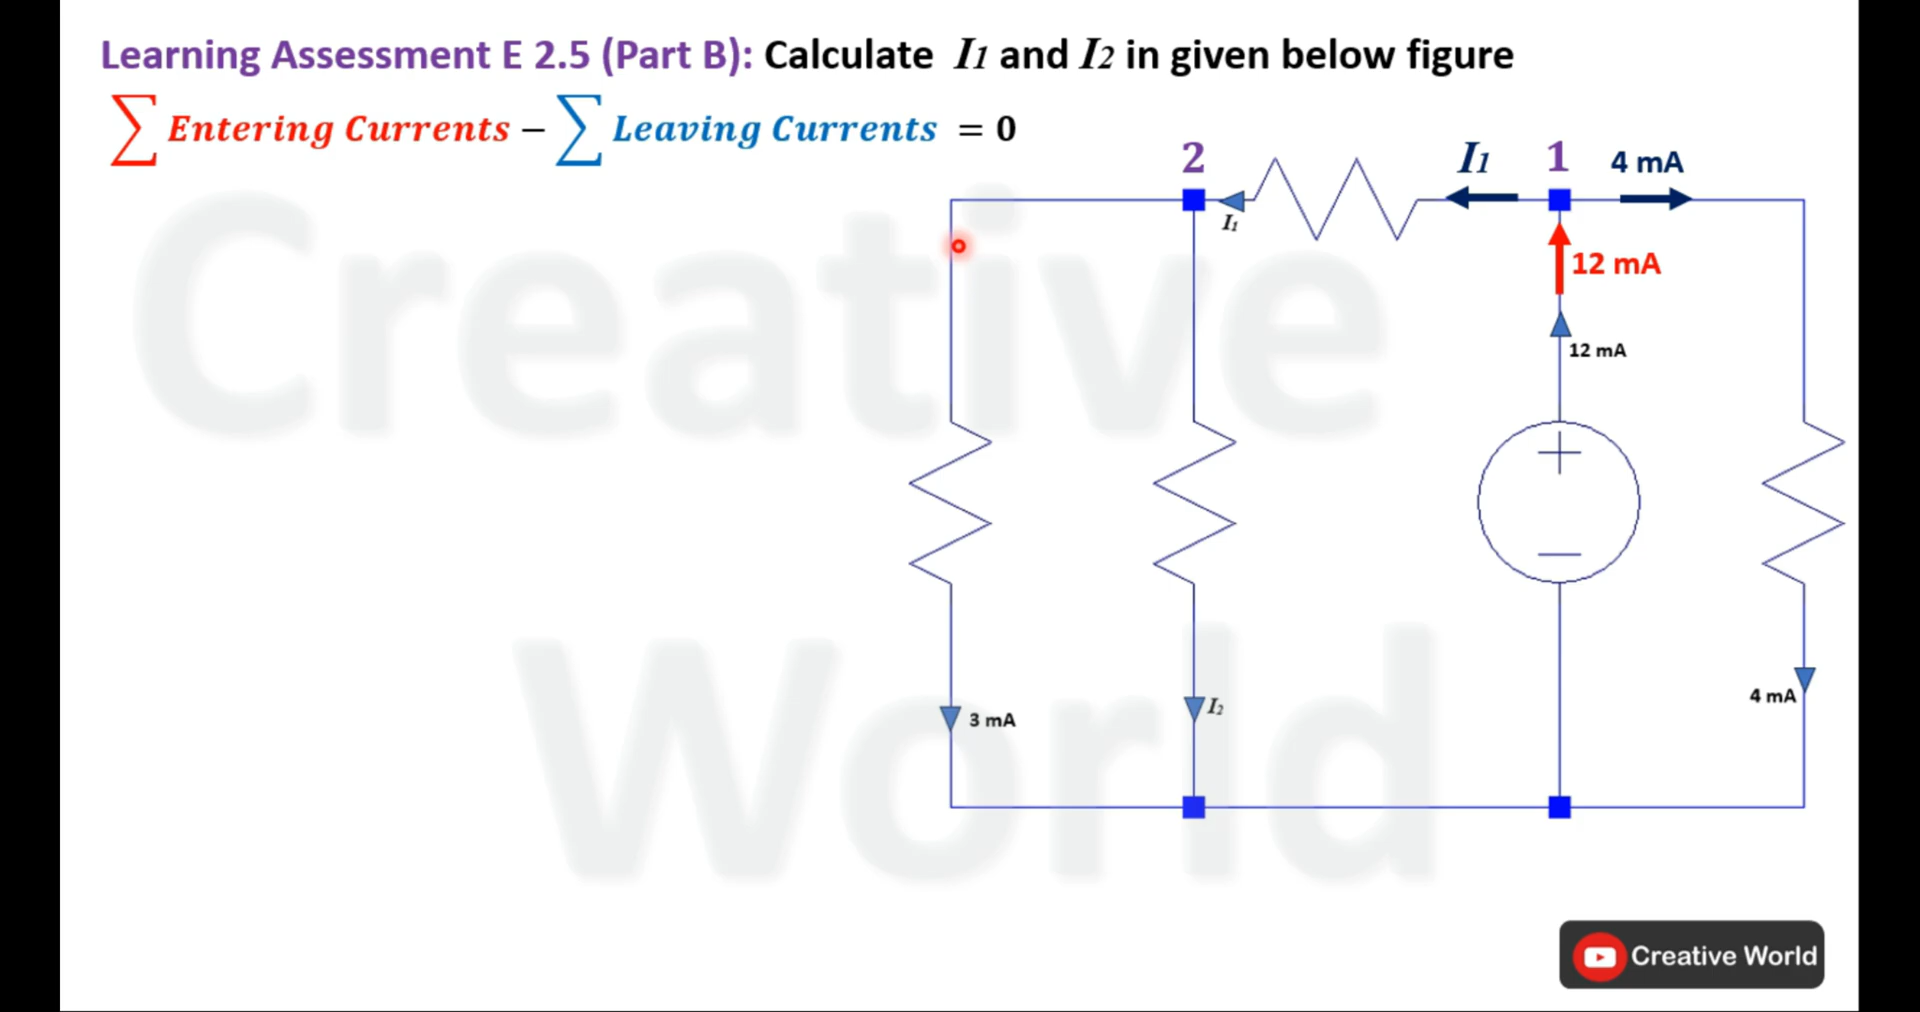 Learning Assessment E 2.5 (Part B): Calculate I1 and I2 in given below figure
∑ Entering Currents – ∑ Leaving Currents = 0
2
I1
1
4 mA
I1
12 mA
12 mA
+
–
3 mA
I2
4 mA
Creative
World
Creative World